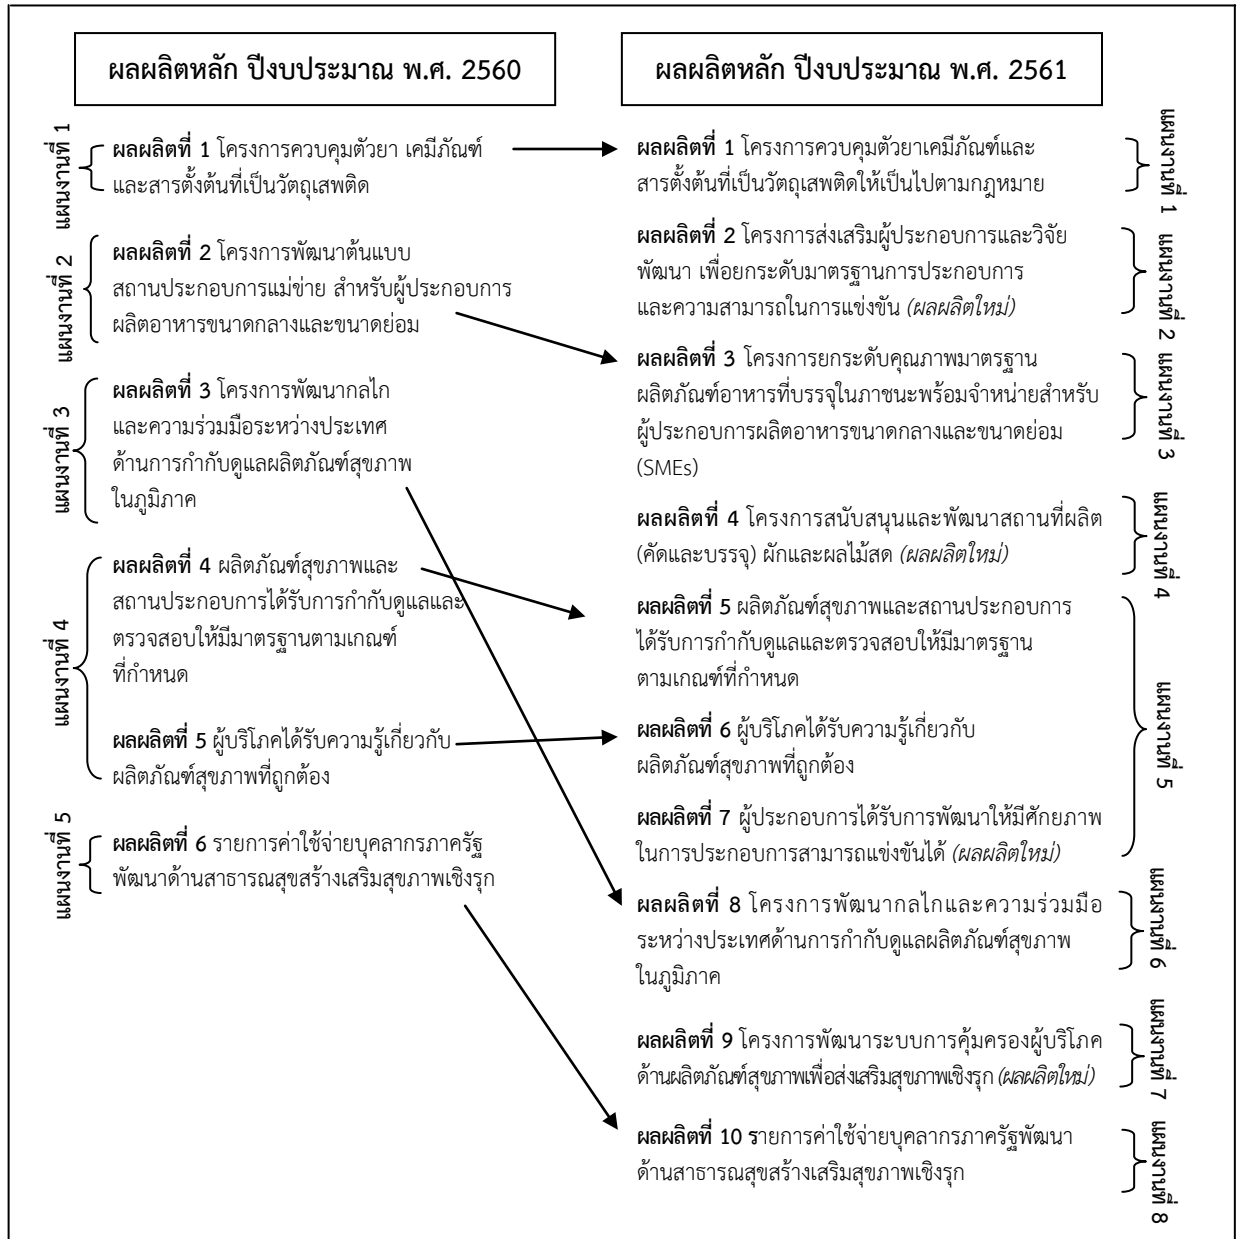 ผลผลิตหลัก ปีงบประมาณ พ.ศ. 2560
แผนงานที่ 1
ผลผลิตที่ 1 โครงการควบคุมตัวยา เคมีภัณฑ์
และสารตั้งต้นที่เป็นวัตถุเสพติด
แผนงานที่ 2
ผลผลิตที่ 2 โครงการพัฒนาต้นแบบ
สถานประกอบการแม่ข่าย สำหรับผู้ประกอบการ
ผลิตอาหารขนาดกลางและขนาดย่อม
แผนงานที่ 3
ผลผลิตที่ 3 โครงการพัฒนากลไก
และความร่วมมือระหว่างประเทศ
ด้านการกำกับดูแลผลิตภัณฑ์สุขภาพ
ในภูมิภาค
แผนงานที่ 4
ผลผลิตที่ 4 ผลิตภัณฑ์สุขภาพและ
สถานประกอบการได้รับการกำกับดูแลและ
ตรวจสอบให้มีมาตรฐานตามเกณฑ์
ที่กำหนด
ผลผลิตที่ 5 ผู้บริโภคได้รับความรู้เกี่ยวกับ
ผลิตภัณฑ์สุขภาพที่ถูกต้อง
แผนงานที่ 5
ผลผลิตที่ 6 รายการค่าใช้จ่ายบุคลากรภาครัฐ
พัฒนาด้านสาธารณสุขสร้างเสริมสุขภาพเชิงรุก
ผลผลิตหลัก ปีงบประมาณ พ.ศ. 2561
ผลผลิตที่ 1 โครงการควบคุมตัวยาเคมีภัณฑ์และ
สารตั้งต้นที่เป็นวัตถุเสพติดให้เป็นไปตามกฎหมาย
แผนงานที่ 1
ผลผลิตที่ 2 โครงการส่งเสริมผู้ประกอบการและวิจัย
พัฒนา เพื่อยกระดับมาตรฐานการประกอบการ
และความสามารถในการแข่งขัน (ผลผลิตใหม่)
แผนงานที่ 2
ผลผลิตที่ 3 โครงการยกระดับคุณภาพมาตรฐาน
ผลิตภัณฑ์อาหารที่บรรจุในภาชนะพร้อมจำหน่ายสำหรับ
ผู้ประกอบการผลิตอาหารขนาดกลางและขนาดย่อม
(SMEs)
แผนงานที่ 3
ผลผลิตที่ 4 โครงการสนับสนุนและพัฒนาสถานที่ผลิต
(คัดและบรรจุ) ผักและผลไม้สด (ผลผลิตใหม่)
แผนงานที่ 4
ผลผลิตที่ 5 ผลิตภัณฑ์สุขภาพและสถานประกอบการ
ได้รับการกำกับดูแลและตรวจสอบให้มีมาตรฐาน
ตามเกณฑ์ที่กำหนด
ผลผลิตที่ 6 ผู้บริโภคได้รับความรู้เกี่ยวกับ
ผลิตภัณฑ์สุขภาพที่ถูกต้อง
ผลผลิตที่ 7 ผู้ประกอบการได้รับการพัฒนาให้มีศักยภาพ
ในการประกอบการสามารถแข่งขันได้ (ผลผลิตใหม่)
แผนงานที่ 5
ผลผลิตที่ 8 โครงการพัฒนากลไกและความร่วมมือ
ระหว่างประเทศด้านการกำกับดูแลผลิตภัณฑ์สุขภาพ
ในภูมิภาค
แผนงานที่ 6
ผลผลิตที่ 9 โครงการพัฒนาระบบการคุ้มครองผู้บริโภค
ด้านผลิตภัณฑ์สุขภาพเพื่อส่งเสริมสุขภาพเชิงรุก (ผลผลิตใหม่)
แผนงานที่ 7
ผลผลิตที่ 10 รายการค่าใช้จ่ายบุคลากรภาครัฐพัฒนา
ด้านสาธารณสุขสร้างเสริมสุขภาพเชิงรุก
แผนงานที่ 8